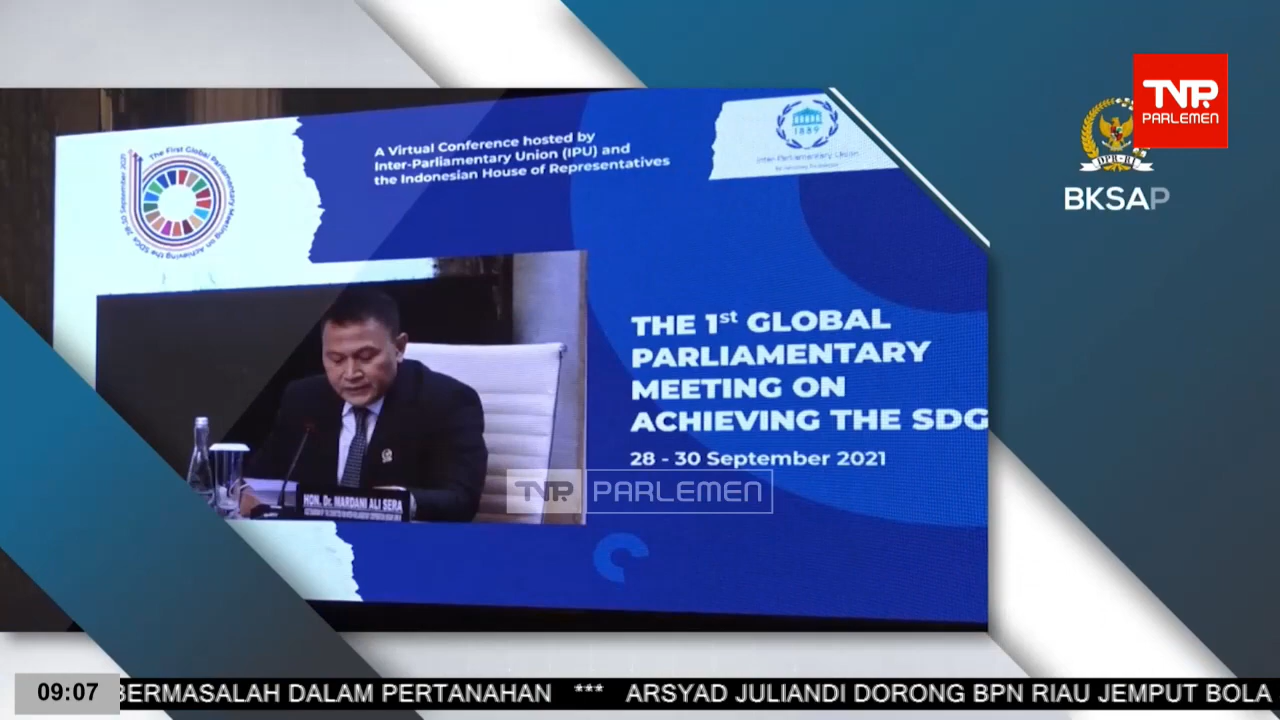 TVR
PARLEMEN
DPR-RI
BKSAP
The First Global Parliamentary Meeting on Achieving the SDGs 28-30 September 2021
A Virtual Conference hosted by
Inter-Parliamentary Union (IPU) and
the Indonesian House of Representatives
1889
Inter-Parliamentary Union
THE 1st GLOBAL
PARLIAMENTARY
MEETING ON
ACHIEVING THE SDG
28 - 30 September 2021
TVR PARLEMEN
HON. Dr. MARDANI ALI SERA
09:07 BERMASALAH DALAM PERTANAHAN *** ARSYAD JULIANDI DORONG BPN RIAU JEMPUT BOLA